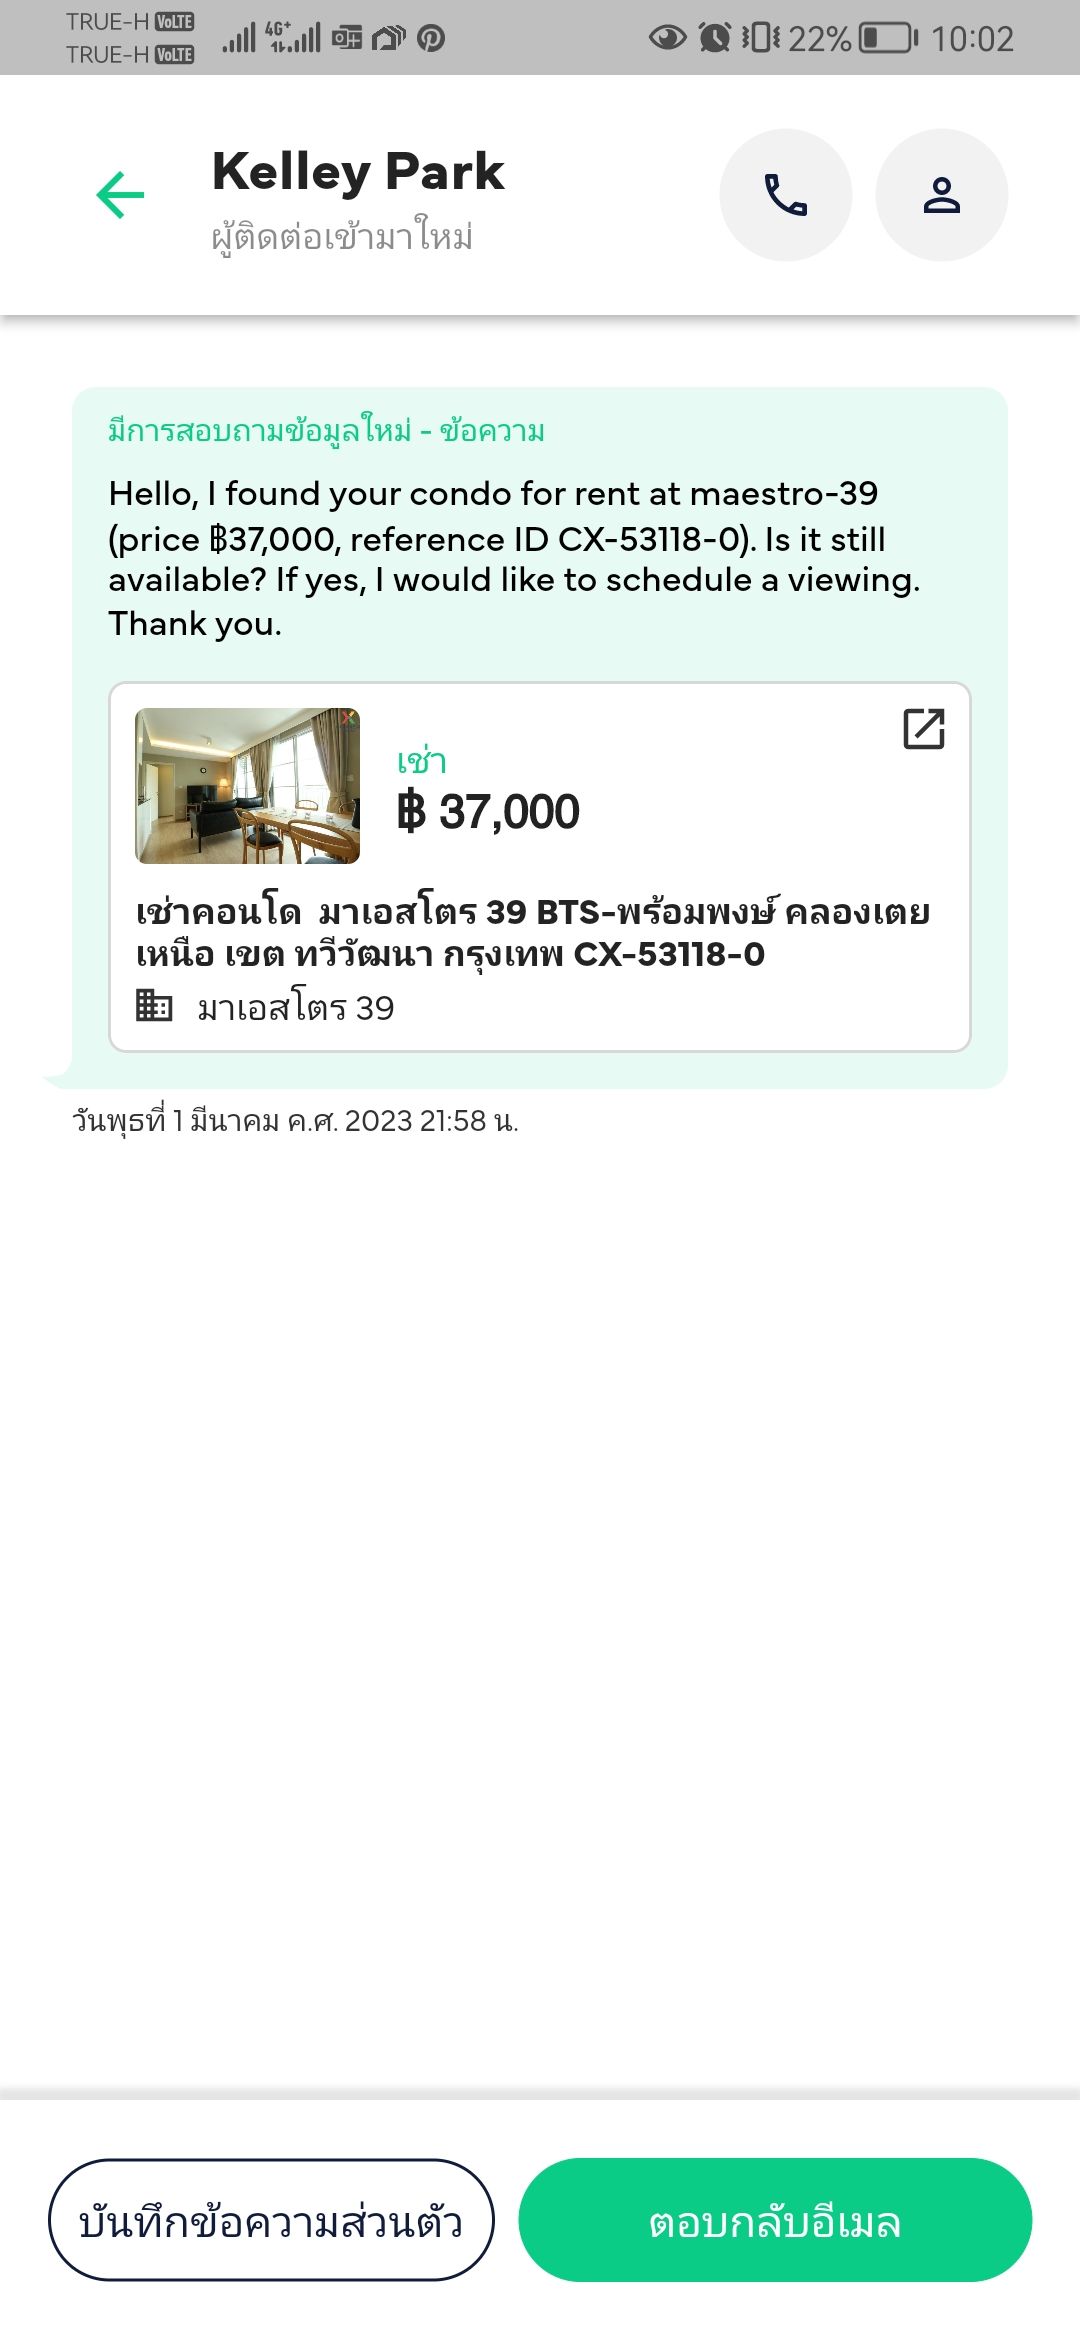 TRUE-H VoLTE
TRUE-H VoLTE
4G+
22%
10:02
Kelley Park
ผู้ติดต่อเข้ามาใหม่
มีการสอบถามข้อมูลใหม่ - ข้อความ
Hello, I found your condo for rent at maestro-39
(price ฿37,000, reference ID CX-53118-0). Is it still
available? If yes, I would like to schedule a viewing.
Thank you.
เช่า
฿ 37,000
เช่าคอนโด มาเอสโตร 39 BTS-พร้อมพงษ์ คลองเตย
เหนือ เขต ทวีวัฒนา กรุงเทพ CX-53118-0
มาเอสโตร 39
วันพุธที่ 1 มีนาคม ค.ศ. 2023 21:58 น.
บันทึกข้อความส่วนตัว
ตอบกลับอีเมล